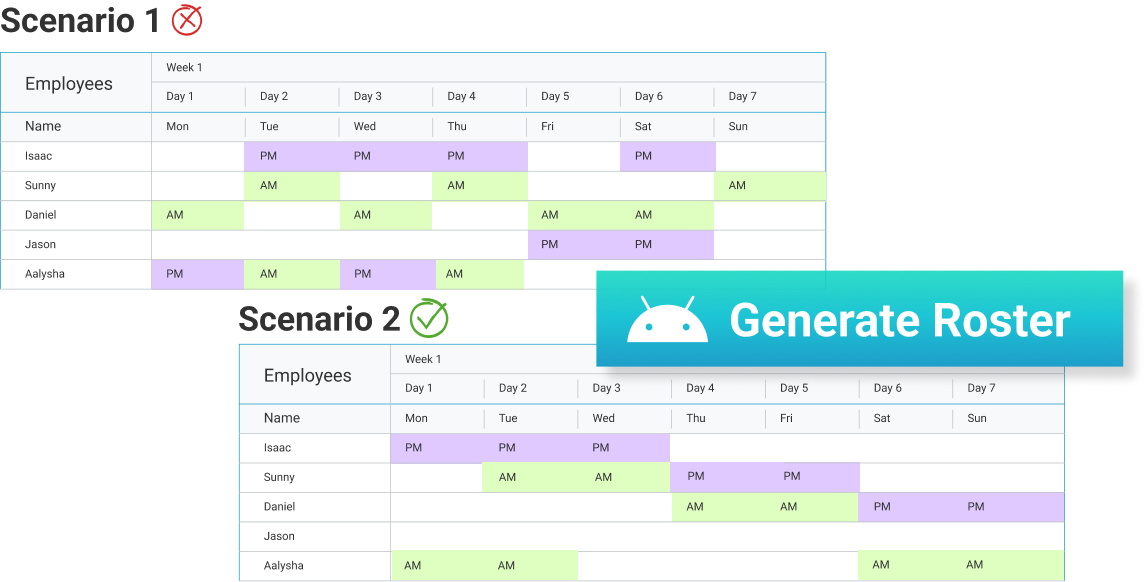 Scenario 1
Employees
Week 1
Day 1 Day 2 Day 3 Day 4 Day 5 Day 6 Day 7
Name Mon Tue Wed Thu Fri Sat Sun
Isaac PM PM PM PM
Sunny AM AM AM
Daniel AM AM AM AM
Jason PM PM
Aalysha PM AM PM AM
Generate Roster
Scenario 2
Employees
Week 1
Day 1 Day 2 Day 3 Day 4 Day 5 Day 6 Day 7
Name Mon Tue Wed Thu Fri Sat Sun
Isaac PM PM PM
Sunny AM AM PM PM
Daniel AM AM PM PM
Jason
Aalysha AM AM AM AM